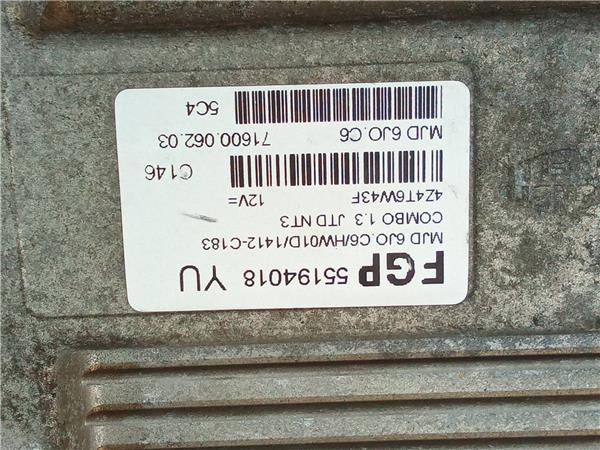 FGP 55194018 YU
MJD 6JO.C6/HW01D/1412-C183
COMBO 1.3 JTD NT3
4Z4T6W43F 12V=
C146
MJD 6JO.C6 71600.062.03
5C4